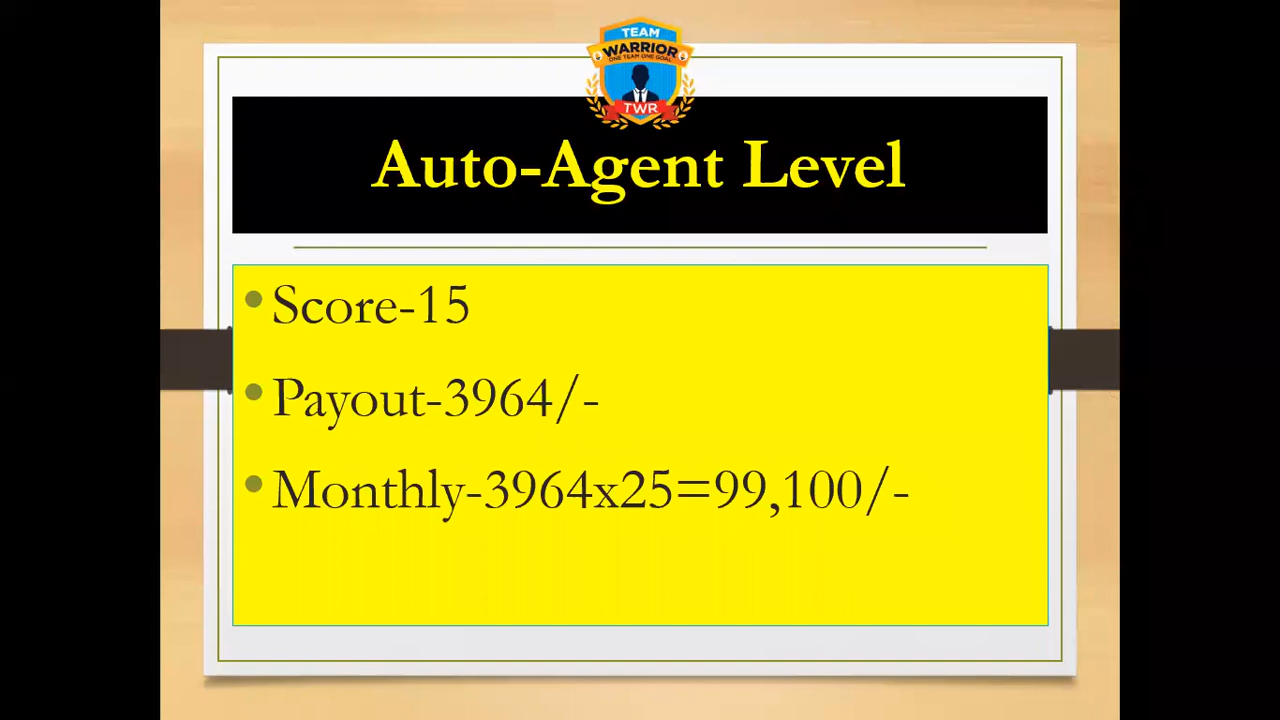 TEAM
WARRIOR
ONE TEAM ONE GOAL
TWR
Auto-Agent Level
Score-15
Payout-3964/-
Monthly-3964x25=99,100/-